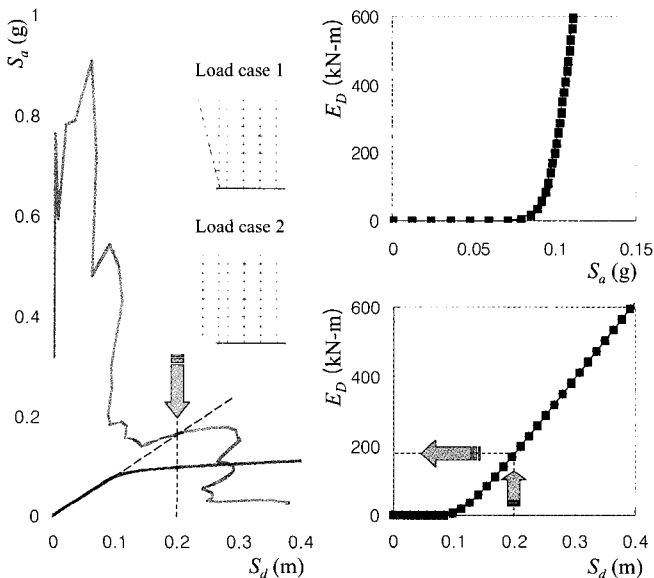 S_a (g)
1
0.8
0.6
0.4
0.2
0
0 0.1 0.2 0.3 0.4
S_d (m)
Load case 1
Load case 2
E_D (kN-m)
600
400
200
0
0 0.05 0.1 0.15
S_a (g)
E_D (kN-m)
600
400
200
0
0 0.1 0.2 0.3 0.4
S_d (m)